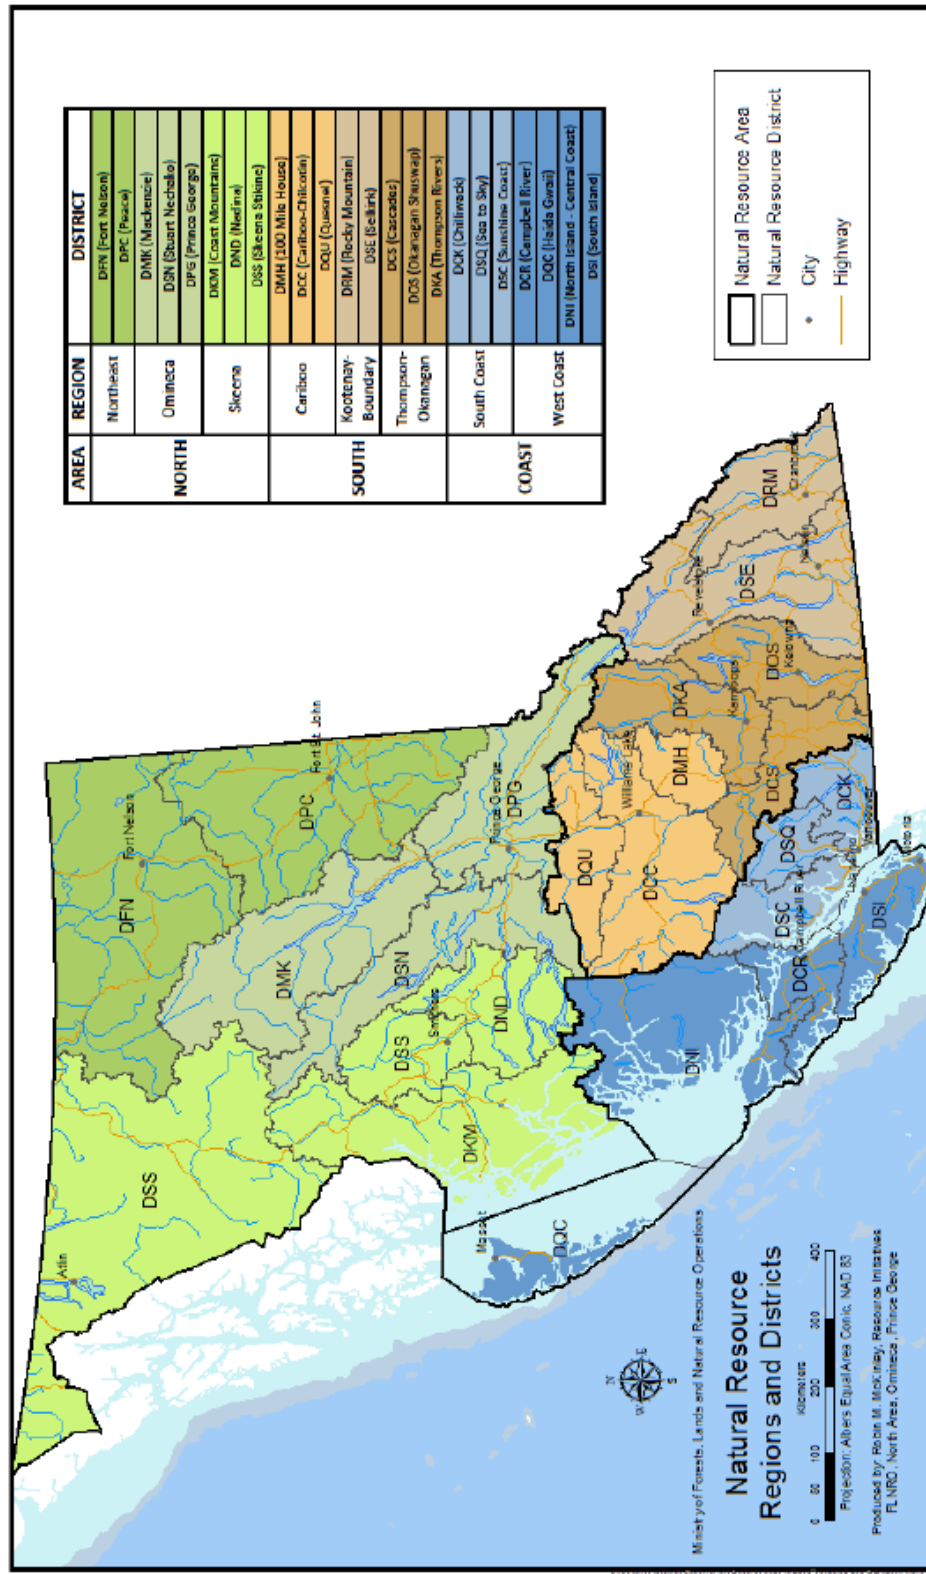 AREA REGION DISTRICT
NORTH
Northeast
DFN (Fort Nelson)
DPC (Peace)
Omineca
DMK (Mackenzie)
DSN (Stuart Nechako)
DPG (Prince George)
Skeena
DKM (Coast Mountains)
DND (Nadina)
DSS (Skeena Stikine)
SOUTH
Cariboo
DMH (100 Mile House)
DCC (Cariboo-Chilcotin)
DQU (Quesnel)
Kootenay-
Boundary
DRM (Rocky Mountain)
DSE (Selkirk)
Thompson-
Okanagan
DCS (Cascades)
DOS (Okanagan Shuswap)
DKA (Thompson Rivers)
COAST
South Coast
DCK (Chilliwack)
DSQ (Sea to Sky)
DSC (Sunshine Coast)
West Coast
DCR (Campbell River)
DQC (Haida Gwaii)
DNI (North Island - Central Coast)
DSI (South Island)
Natural Resource Area
Natural Resource District
City
Highway
Atlin
DSS
DFN
Fort Nelson
DPC
Fort St. John
DMK
DSN
DSS
Smithers
DND
DKM
Prince George
DPG
Masset
DQC
DNI
DQU
DCC
Williams Lake
DMH
DKA
Kamloops
DCS
DOS
Kelowna
Revelstoke
DSE
Nelson
DRM
Cranbrook
DSC
Campbell River
DCR
DSQ
DCK
Vancouver
DSI
Victoria
N
W
E
S
Ministry of Forests, Lands and Natural Resource Operations
Natural Resource
Regions and Districts
Kilometers
0 50 100 200 300 400
Projection: Albers Equal Area Conic, NAD 83
Produced by: Robin M. McKinley, Resource Initiatives
FLNRO, North Area, Omineca, Prince George